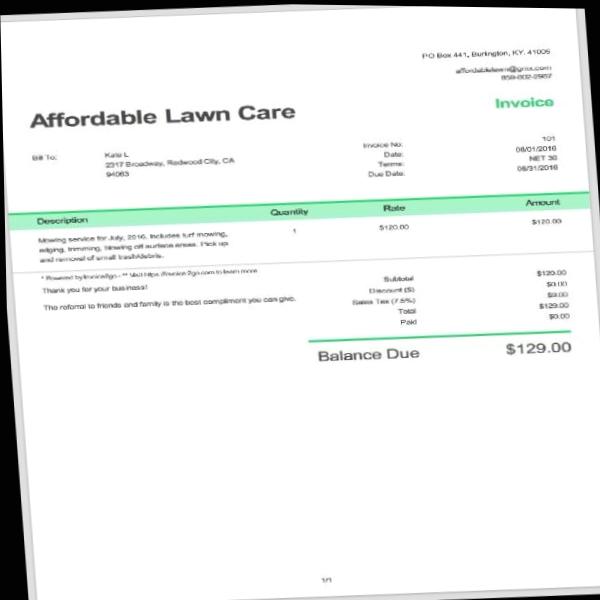 PO Box 441, Burlington, KY. 41005
affordablelawn@gmx.com
859-802-2987
Affordable Lawn Care
Invoice
Bill To:
Kate L
2317 Broadway, Redwood City, CA
94063
Invoice No: 101
Date: 08/01/2016
Terms: NET 30
Due Date: 08/31/2016
Description Quantity Rate Amount
Mowing service for July, 2016. Includes turf mowing, 1 $120.00 $120.00
edging, trimming, blowing off surface areas. Pick up
and removal of small trash/debris.
* Powered by Invoice2go - ** Visit https://invoice.2go.com to learn more
Thank you for your business!
The referral to friends and family is the best compliment you can give.
Subtotal $120.00
Discount ($) $0.00
Sales Tax (7.5%) $9.00
Total $129.00
Paid $0.00
Balance Due $129.00
1/1